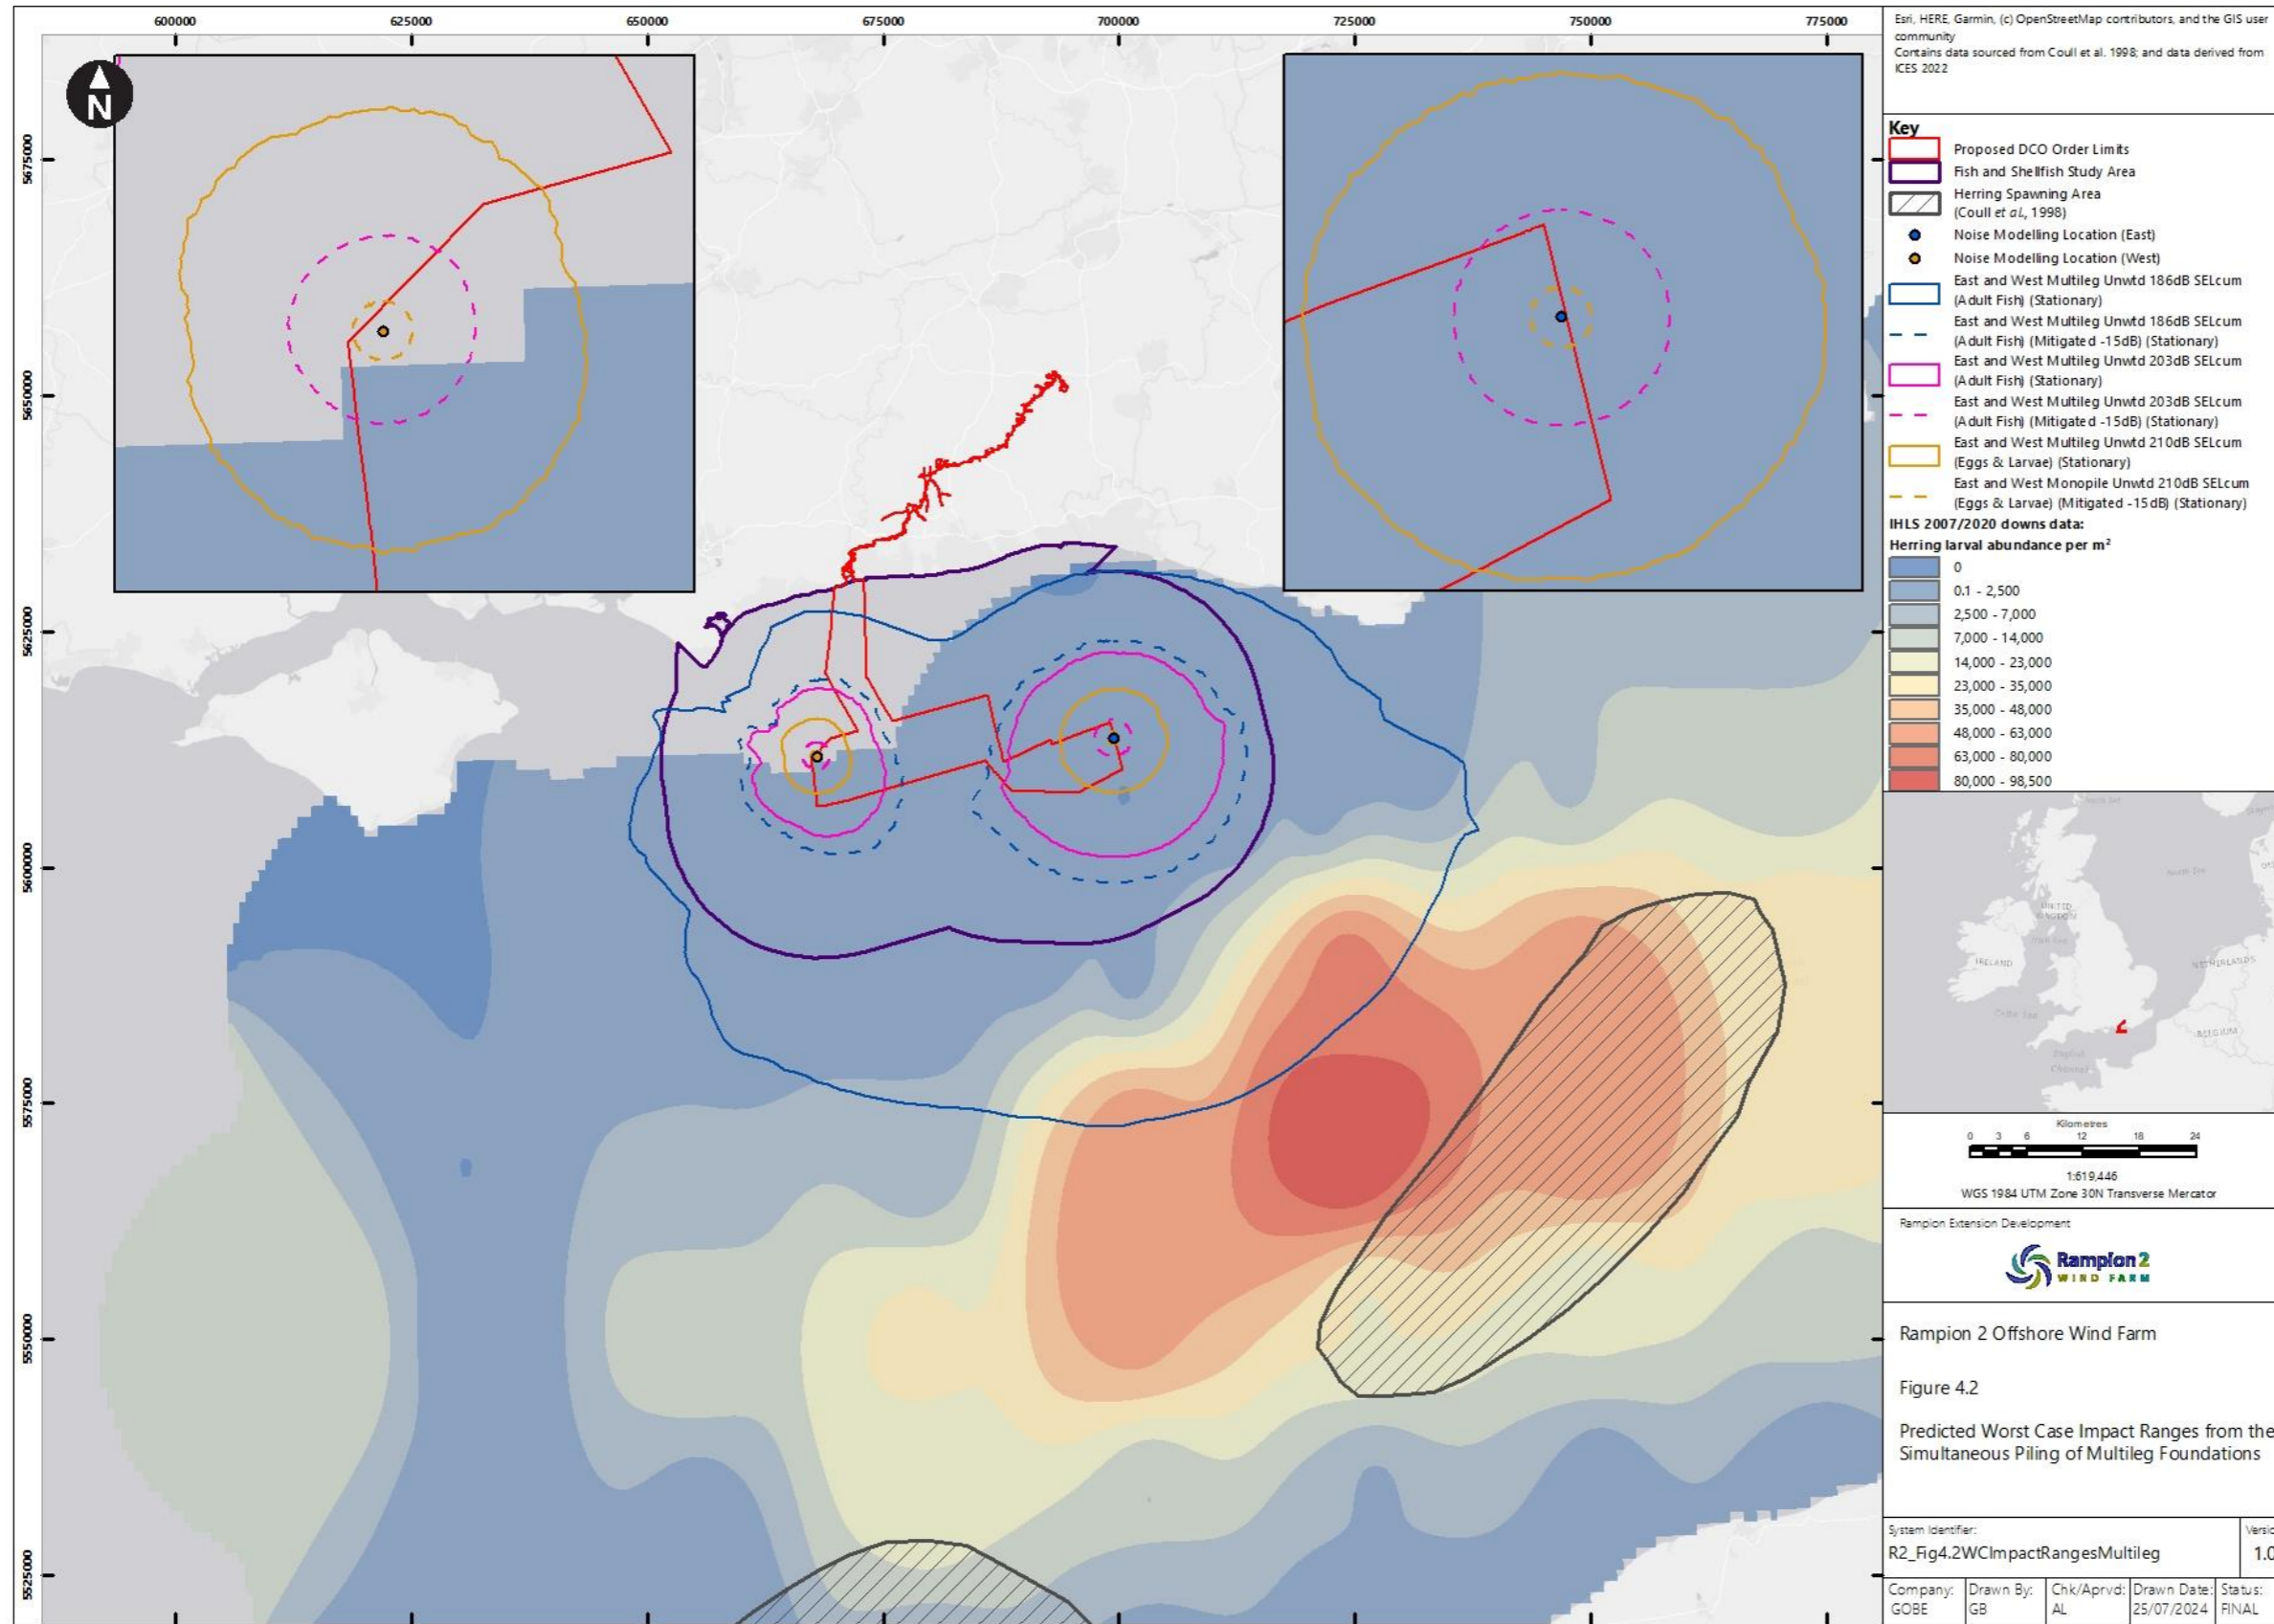 600000
625000
650000
675000
700000
725000
750000
775000
5675000
5650000
5625000
5600000
5575000
5550000
5525000
N
Esri, HERE, Garmin, (c) OpenStreetMap contributors, and the GIS user
community
Contains data sourced from Coull et al. 1998; and data derived from
ICES 2022
Key
Proposed DCO Order Limits
Fish and Shellfish Study Area
Herring Spawning Area
(Coull et al., 1998)
Noise Modelling Location (East)
Noise Modelling Location (West)
East and West Multileg Unwtd 186dB SELcum
(Adult Fish) (Stationary)
East and West Multileg Unwtd 186dB SELcum
(Adult Fish) (Mitigated -15dB) (Stationary)
East and West Multileg Unwtd 203dB SELcum
(Adult Fish) (Stationary)
East and West Multileg Unwtd 203dB SELcum
(Adult Fish) (Mitigated -15dB) (Stationary)
East and West Multileg Unwtd 210dB SELcum
(Eggs & Larvae) (Stationary)
East and West Monopile Unwtd 210dB SELcum
(Eggs & Larvae) (Mitigated -15dB) (Stationary)
IHLS 2007/2020 downs data:
Herring larval abundance per m²
0
0.1 - 2,500
2,500 - 7,000
7,000 - 14,000
14,000 - 23,000
23,000 - 35,000
35,000 - 48,000
48,000 - 63,000
63,000 - 80,000
80,000 - 98,500
North Sea
UNITED
KINGDOM
IRELAND
NETHERLANDS
Celtic Sea
BELGIUM
English
Channel
Kilometres
0 3 6 12 18 24
1:619,446
WGS 1984 UTM Zone 30N Transverse Mercator
Rampion Extension Development
Rampion 2
WIND FARM
Rampion 2 Offshore Wind Farm
Figure 4.2
Predicted Worst Case Impact Ranges from the
Simultaneous Piling of Multileg Foundations
System Identifier:
R2_Fig4.2WCImpactRangesMultileg
Versio
1.0
Company:
GOBE
Drawn By:
GB
Chk/Aprvd:
AL
Drawn Date:
25/07/2024
Status:
FINAL